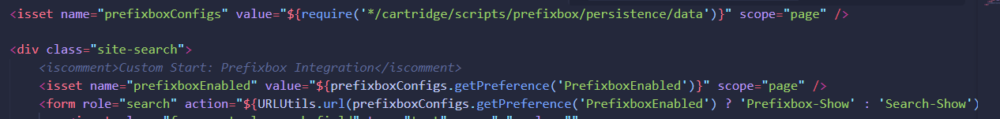 <isset name="prefixboxConfigs" value="${require('*/cartridge/scripts/prefixbox/persistence/data')}" scope="page" />
<div class="site-search">
<iscomment>Custom Start: Prefixbox Integration</iscomment>
<isset name="prefixboxEnabled" value="${prefixboxConfigs.getPreference('PrefixboxEnabled')}" scope="page" />
<form role="search" action="${URLUtils.url(prefixboxConfigs.getPreference('PrefixboxEnabled') ? 'Prefixbox-Show' : 'Search-Show')